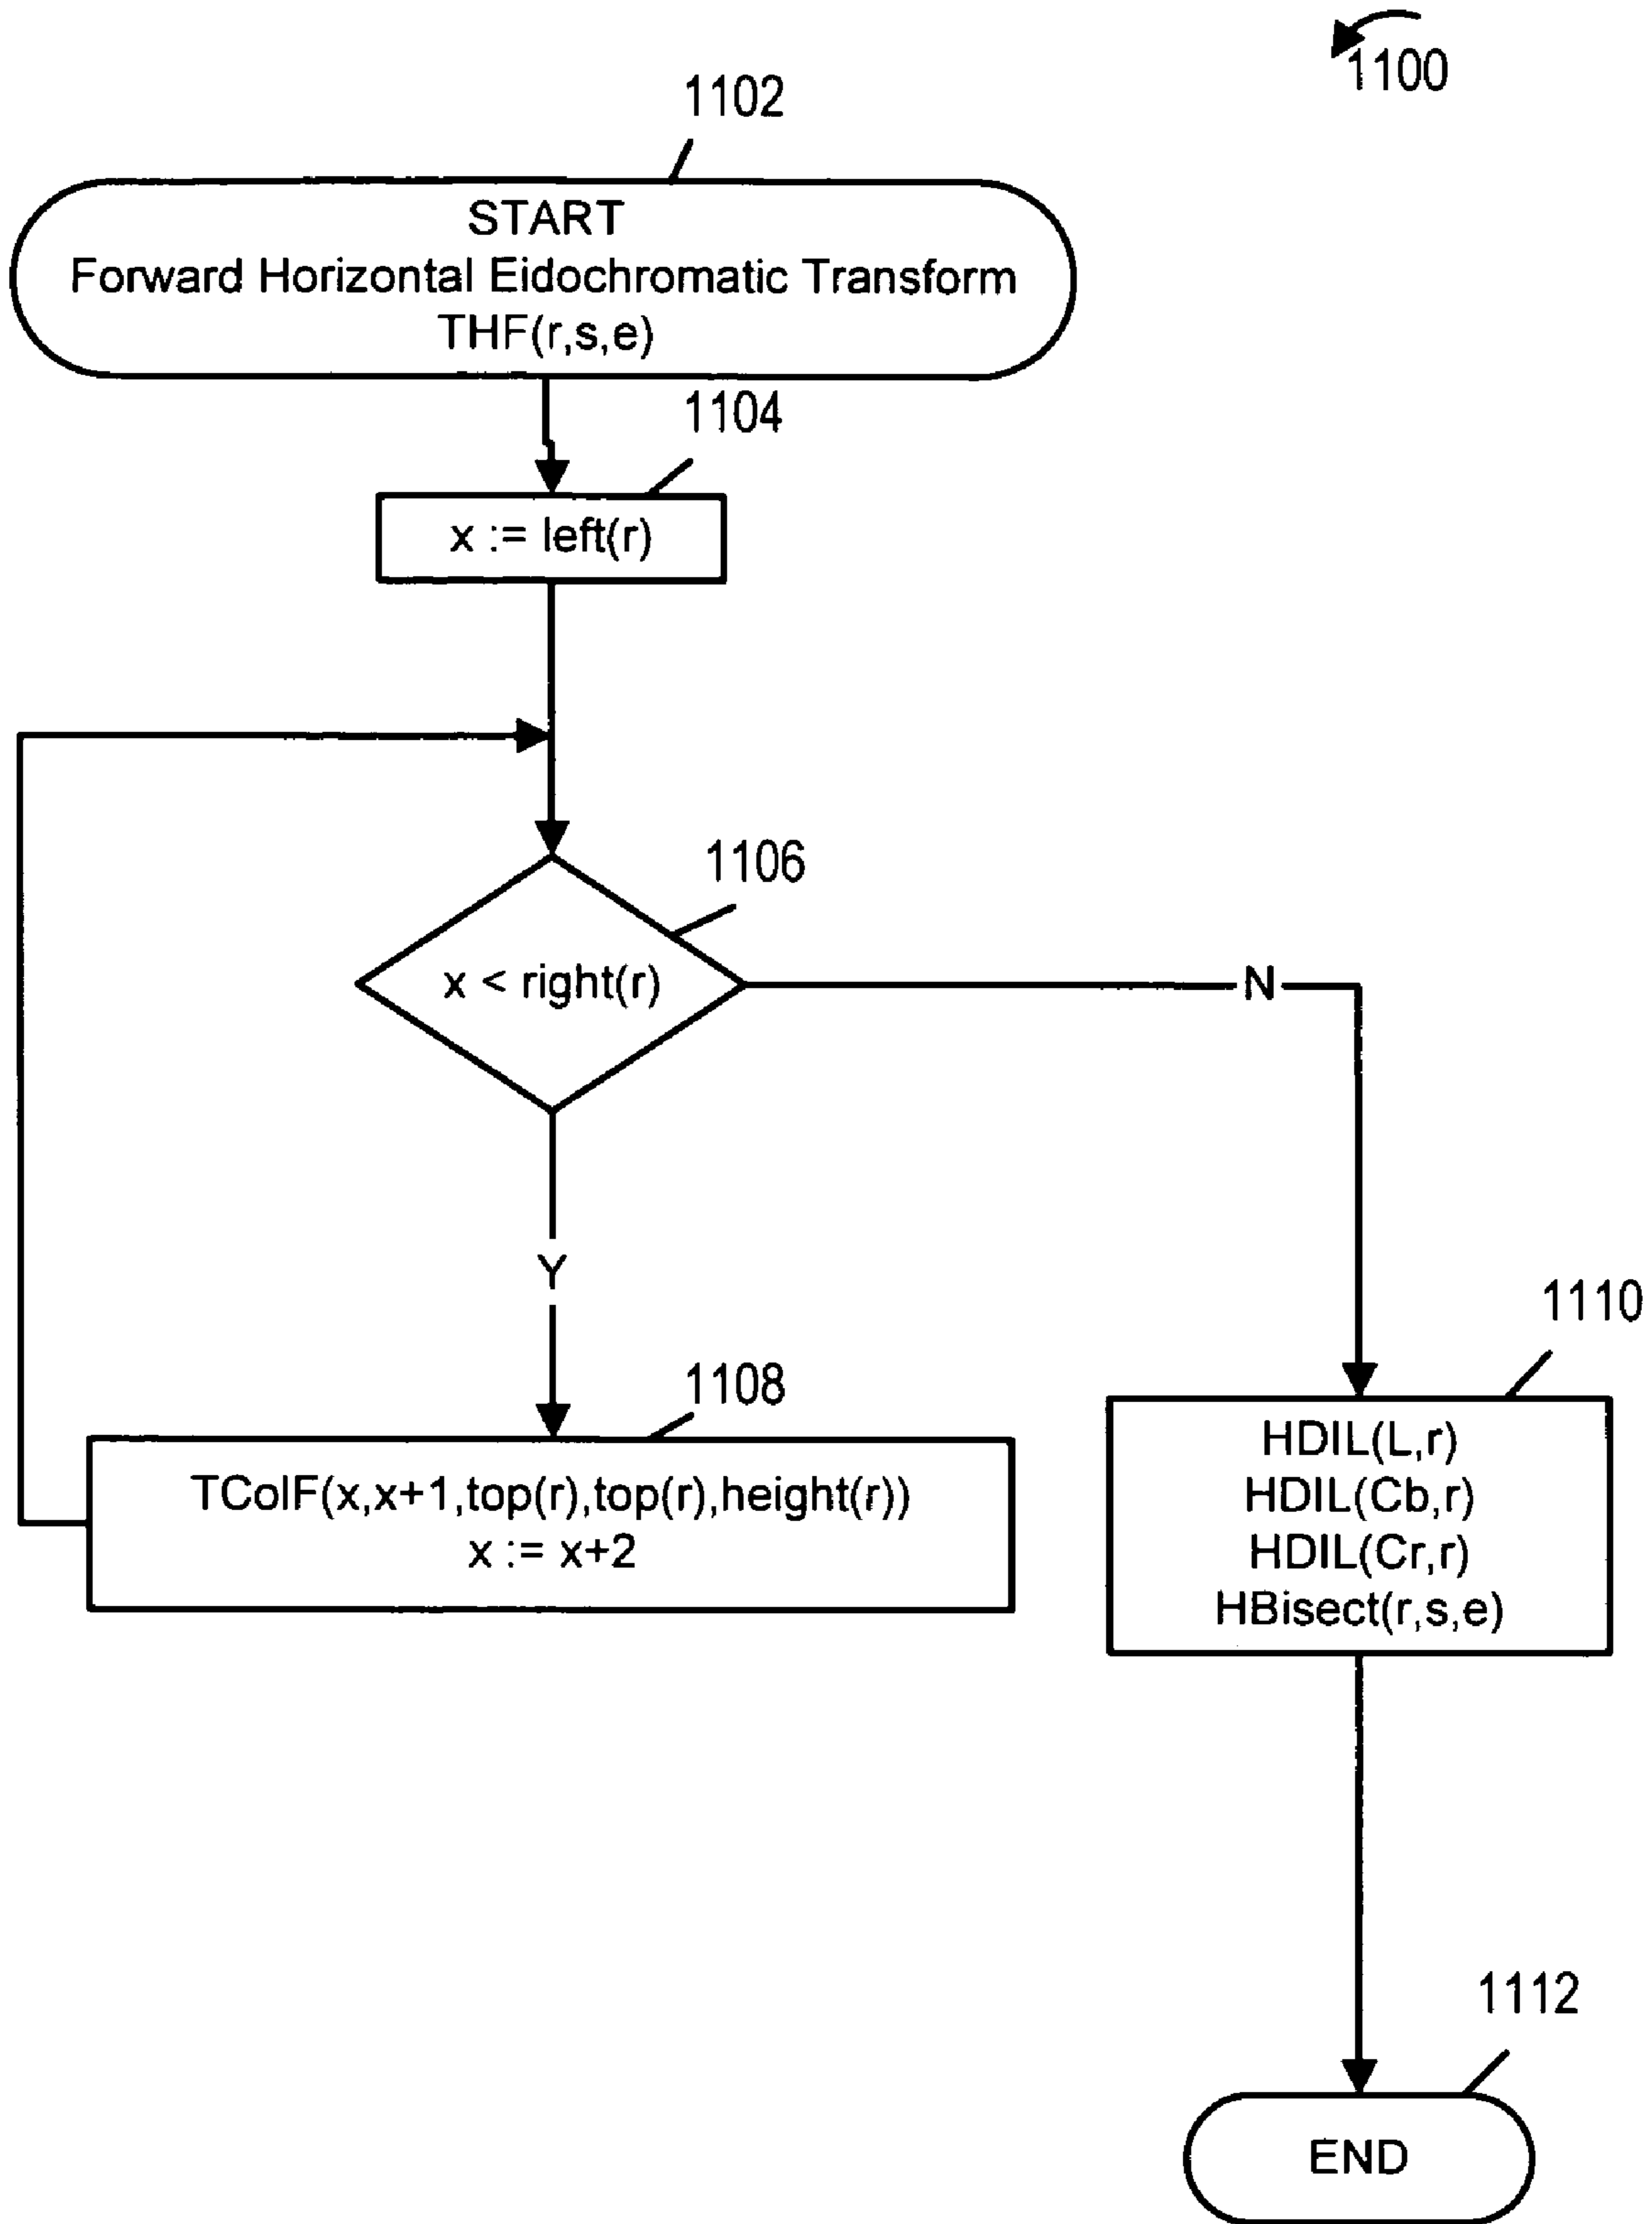 1100
1102
START
Forward Horizontal Eidochromatic Transform
THF(r,s,e)
1104
x := left(r)
1106
x < right(r)
N
Y
1108
TColF(x,x+1,top(r),top(r),height(r))
x := x+2
1110
HDIL(L,r)
HDIL(Cb,r)
HDIL(Cr,r)
HBisect(r,s,e)
1112
END